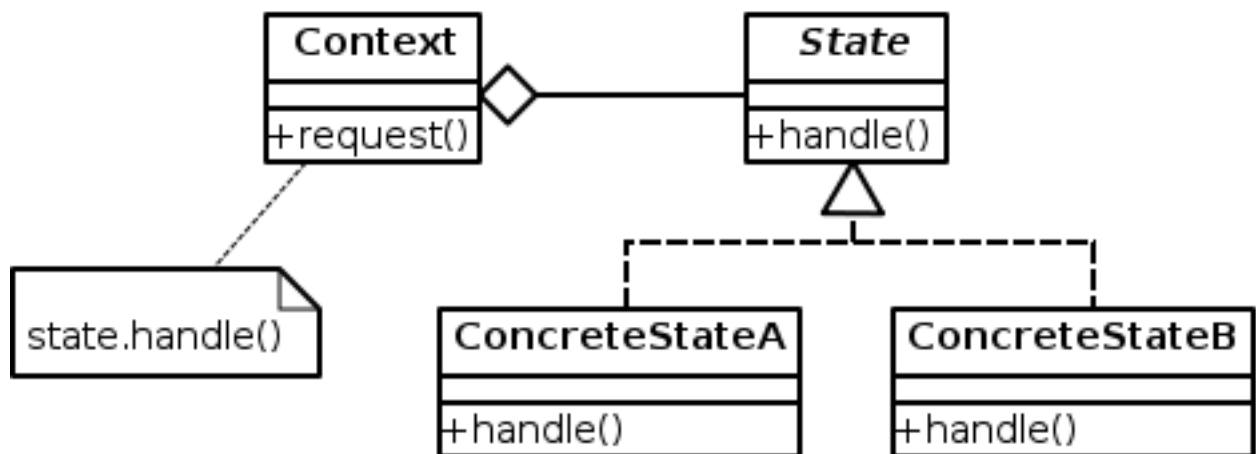 Context
+request()
State
+handle()
state.handle()
ConcreteStateA
+handle()
ConcreteStateB
+handle()